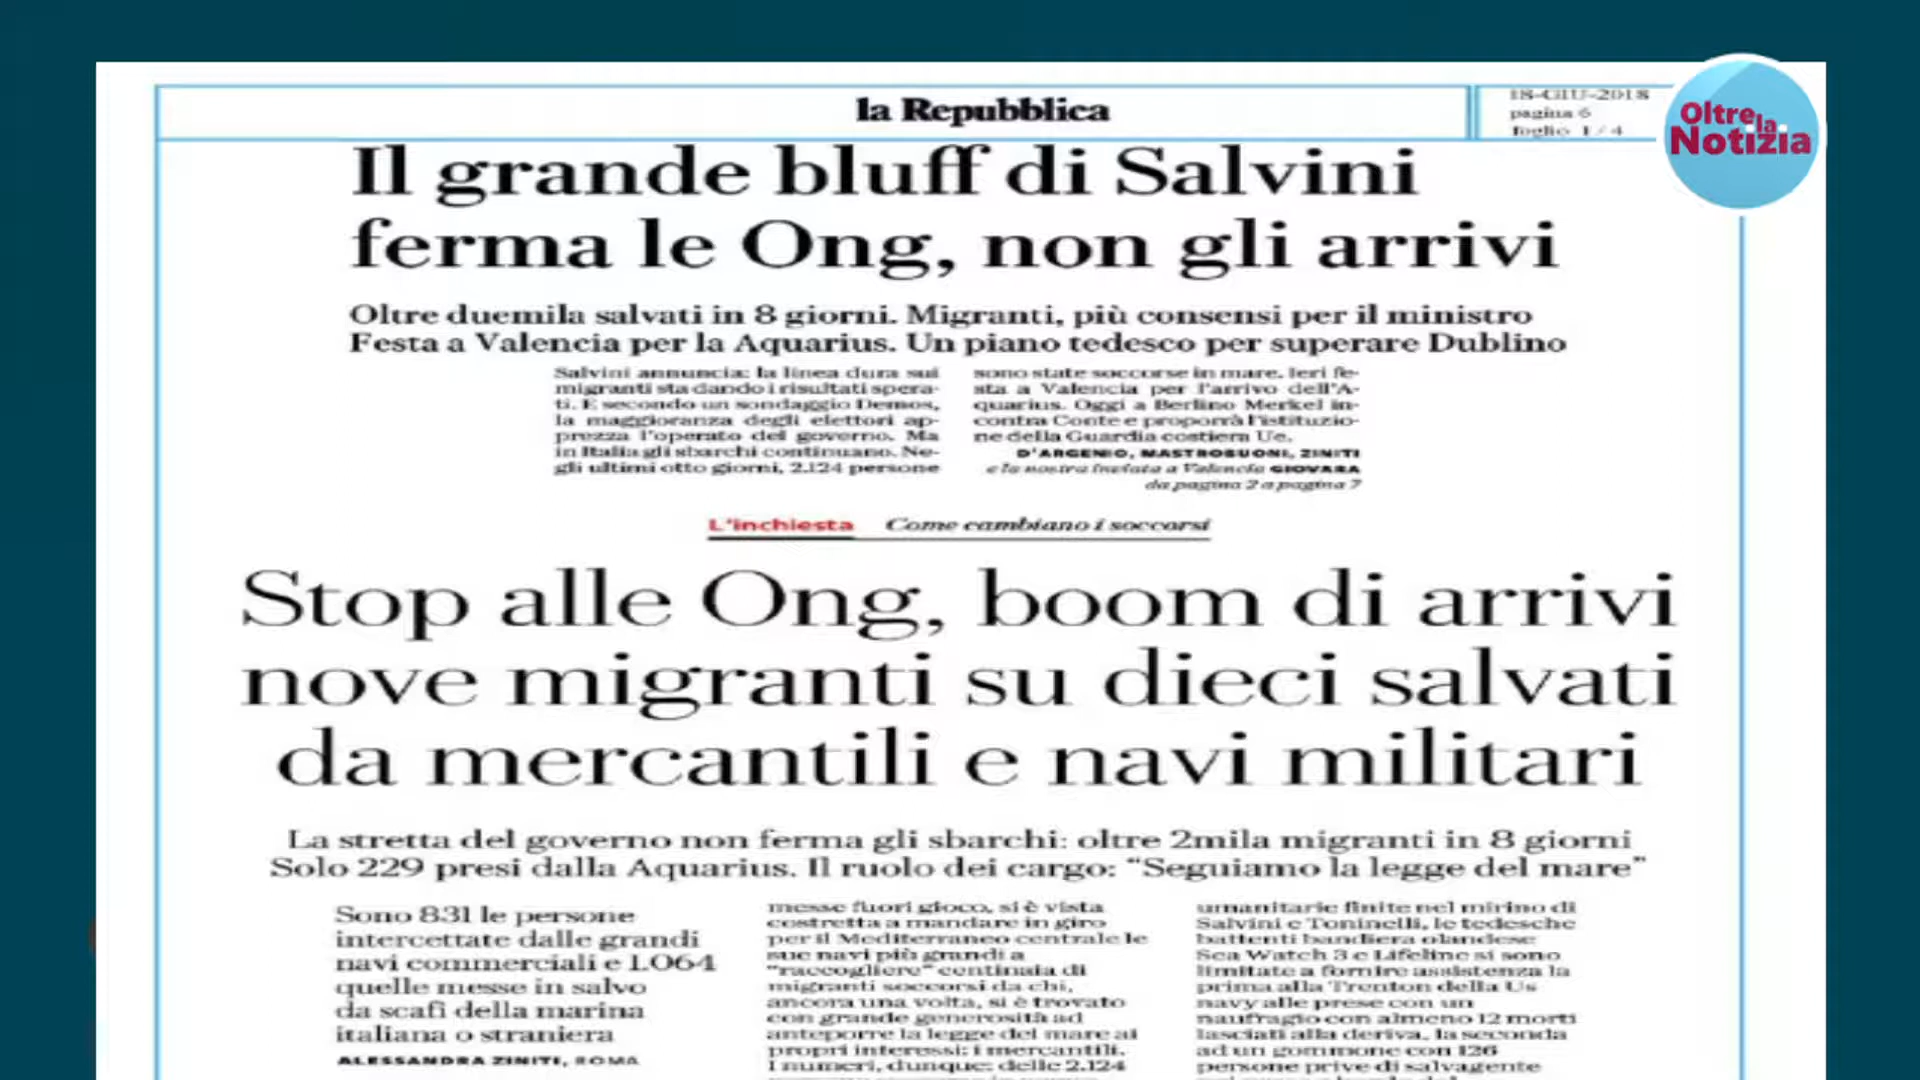 la Repubblica
18-GIU-2018
pagina 6
foglio 1 / 4
Oltre la
Notizia
Il grande bluff di Salvini
ferma le Ong, non gli arrivi
Oltre duemila salvati in 8 giorni. Migranti, più consensi per il ministro
Festa a Valencia per la Aquarius. Un piano tedesco per superare Dublino
Salvini annuncia: la linea dura sui
migranti sta dando i risultati spera-
ti. E secondo un sondaggio Demos,
la maggioranza degli elettori ap-
prezza l'operato del governo. Ma
in Italia gli sbarchi continuano. Ne-
gli ultimi otto giorni, 2.124 persone
sono state soccorse in mare. Ieri fe-
sta a Valencia per l'arrivo dell'A-
quarius. Oggi a Berlino Merkel in-
contra Conte e proporrà l'istituzio-
ne della Guardia costiera Ue.
D'ARGENIO, MASTROBUONI, ZINITI
e la nostra inviata a Valencia GIOVARA
da pagina 2 a pagina 7
L'inchiesta Come cambiano i soccorsi
Stop alle Ong, boom di arrivi
nove migranti su dieci salvati
da mercantili e navi militari
La stretta del governo non ferma gli sbarchi: oltre 2mila migranti in 8 giorni
Solo 229 presi dalla Aquarius. Il ruolo dei cargo: “Seguiamo la legge del mare”
Sono 831 le persone
intercettate dalle grandi
navi commerciali e 1.064
quelle messe in salvo
da scafi della marina
italiana o straniera
ALESSANDRA ZINITI, ROMA
messe fuori gioco, si è vista
costretta a mandare in giro
per il Mediterraneo centrale le
sue navi più grandi a
“raccogliere” centinaia di
migranti soccorsi da chi,
ancora una volta, si è trovato
con grande generosità ad
anteporre la legge del mare ai
propri interessi: i mercantili.
I numeri, dunque: delle 2.124
umanitarie finite nel mirino di
Salvini e Toninelli, le tedesche
battenti bandiera olandese
Sea Watch 3 e Lifeline si sono
limitate a fornire assistenza la
prima alla Trenton della Us
navy alle prese con un
naufragio con almeno 12 morti
lasciati alla deriva, la seconda
ad un gommone con 126
persone prive di salvagente